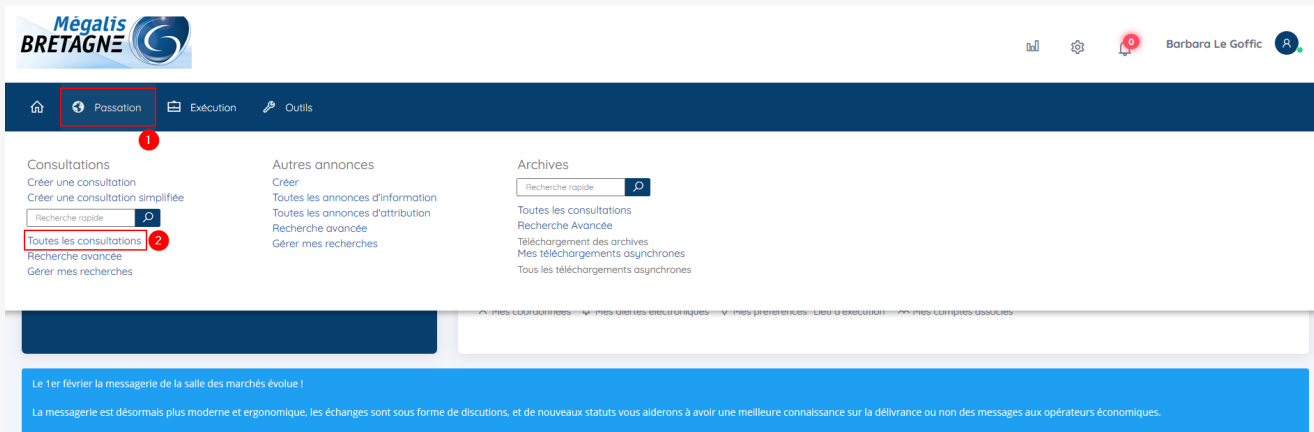 Mégalis
BRETAGNE
0
Barbara Le Goffic
Passation
Exécution
Outils
1
Consultations
Créer une consultation
Créer une consultation simplifiée
Recherche rapide
Toutes les consultations
2
Recherche avancée
Gérer mes recherches
Autres annonces
Créer
Toutes les annonces d'information
Toutes les annonces d'attribution
Recherche avancée
Gérer mes recherches
Archives
Recherche rapide
Toutes les consultations
Recherche Avancée
Téléchargement des archives
Mes téléchargements asynchrones
Tous les téléchargements asynchrones
Mes coordonnées Mes alertes électroniques Mes préférences Lieu d'exécution Mes comptes associés
Le 1er février la messagerie de la salle des marchés évolue !
La messagerie est désormais plus moderne et ergonomique, les échanges sont sous forme de discutions, et de nouveaux statuts vous aiderons à avoir une meilleure connaissance sur la délivrance ou non des messages aux opérateurs économiques.